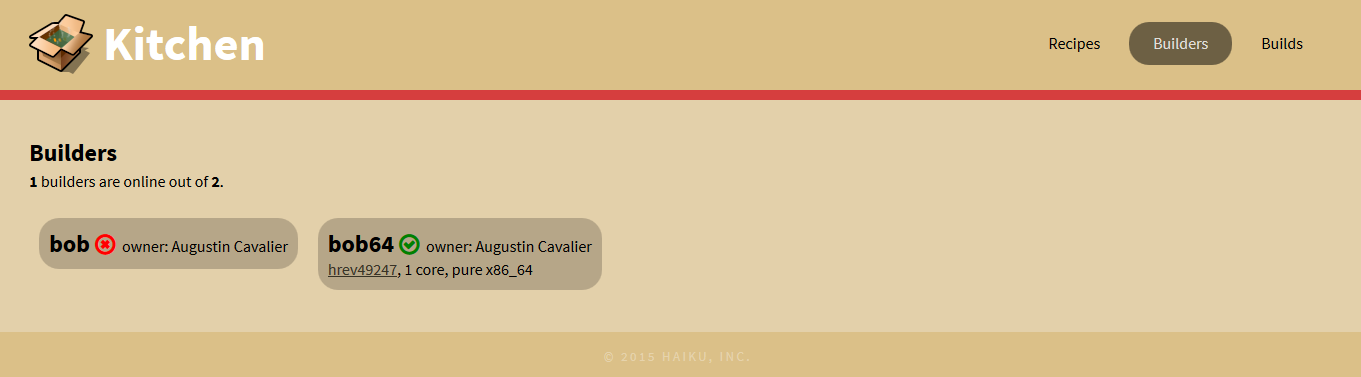 Kitchen
Recipes
Builders
Builds
Builders
1 builders are online out of 2.
bob owner: Augustin Cavalier
bob64 owner: Augustin Cavalier
hrev49247, 1 core, pure x86_64
© 2015 HAIKU, INC.